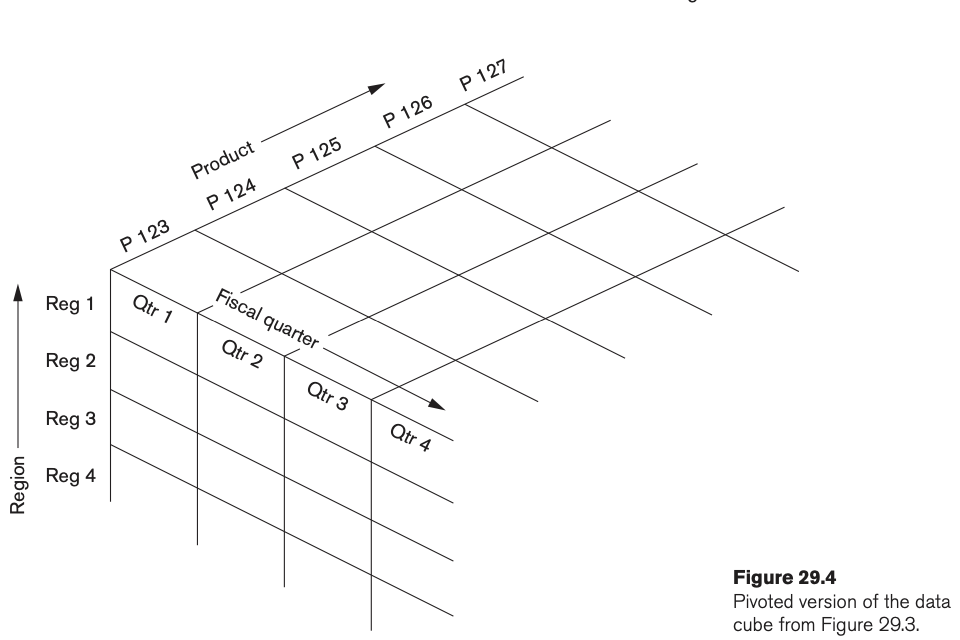 P 127
P 126
P 125
Product
P 124
P 123
Fiscal quarter
Qtr 1
Qtr 2
Qtr 3
Qtr 4
Reg 1
Reg 2
Reg 3
Reg 4
Region
Figure 29.4
Pivoted version of the data
cube from Figure 29.3.